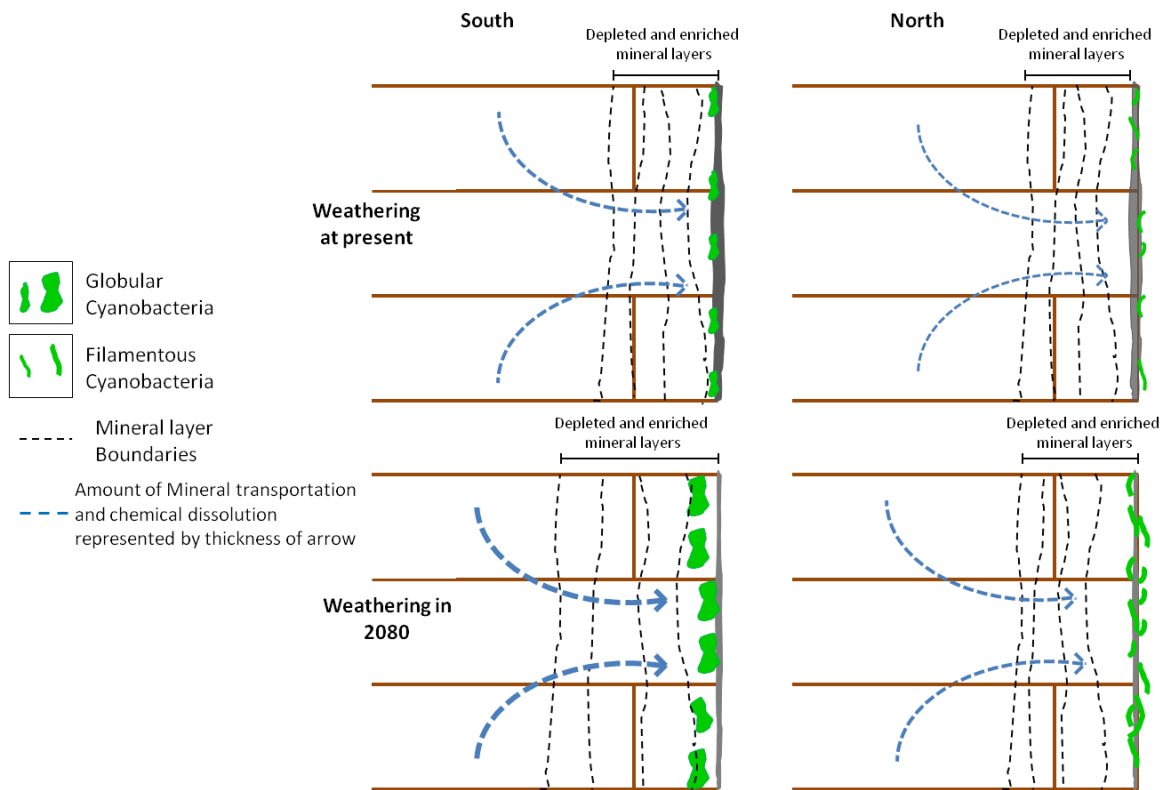 South
North
Depleted and enriched
mineral layers
Depleted and enriched
mineral layers
Weathering
at present
Globular
Cyanobacteria
Filamentous
Cyanobacteria
Mineral layer
Boundaries
Amount of Mineral transportation
and chemical dissolution
represented by thickness of arrow
Depleted and enriched
mineral layers
Depleted and enriched
mineral layers
Weathering in
2080